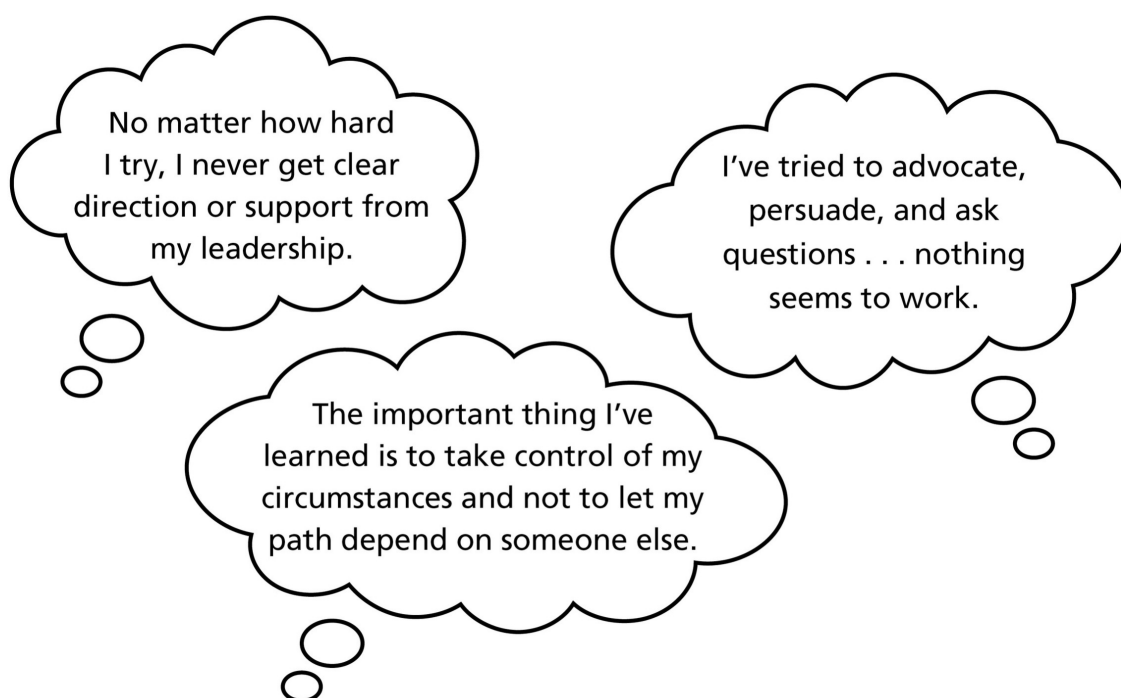 No matter how hard
I try, I never get clear
direction or support from
my leadership.
I've tried to advocate,
persuade, and ask
questions . . . nothing
seems to work.
The important thing I've
learned is to take control of my
circumstances and not to let my
path depend on someone else.